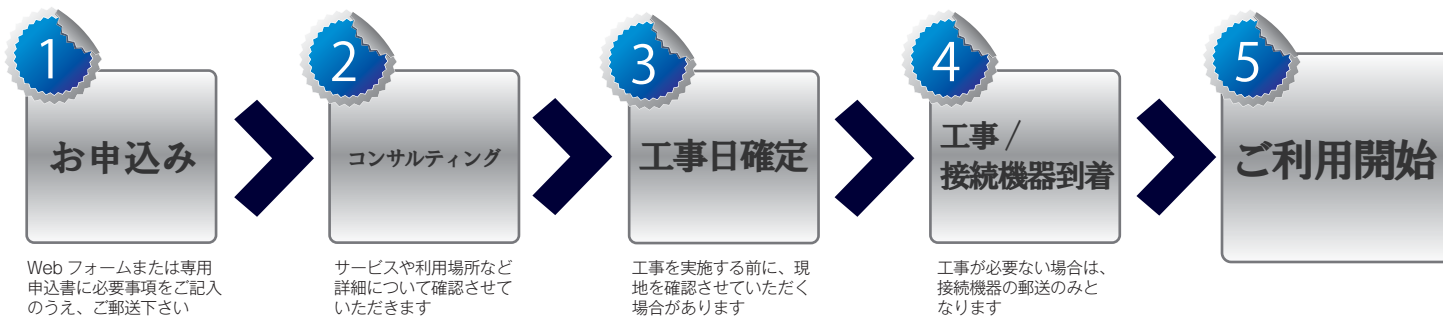 1
お申込み
Web フォームまたは専用
申込書に必要事項をご記入
のうえ、ご郵送下さい
2
コンサルティング
サービスや利用場所など
詳細について確認させて
いただきます
3
工事日確定
工事を実施する前に、現
地を確認させていただく
場合があります
4
工事 /
接続機器到着
工事が必要ない場合は、
接続機器の郵送のみと
なります
5
ご利用開始